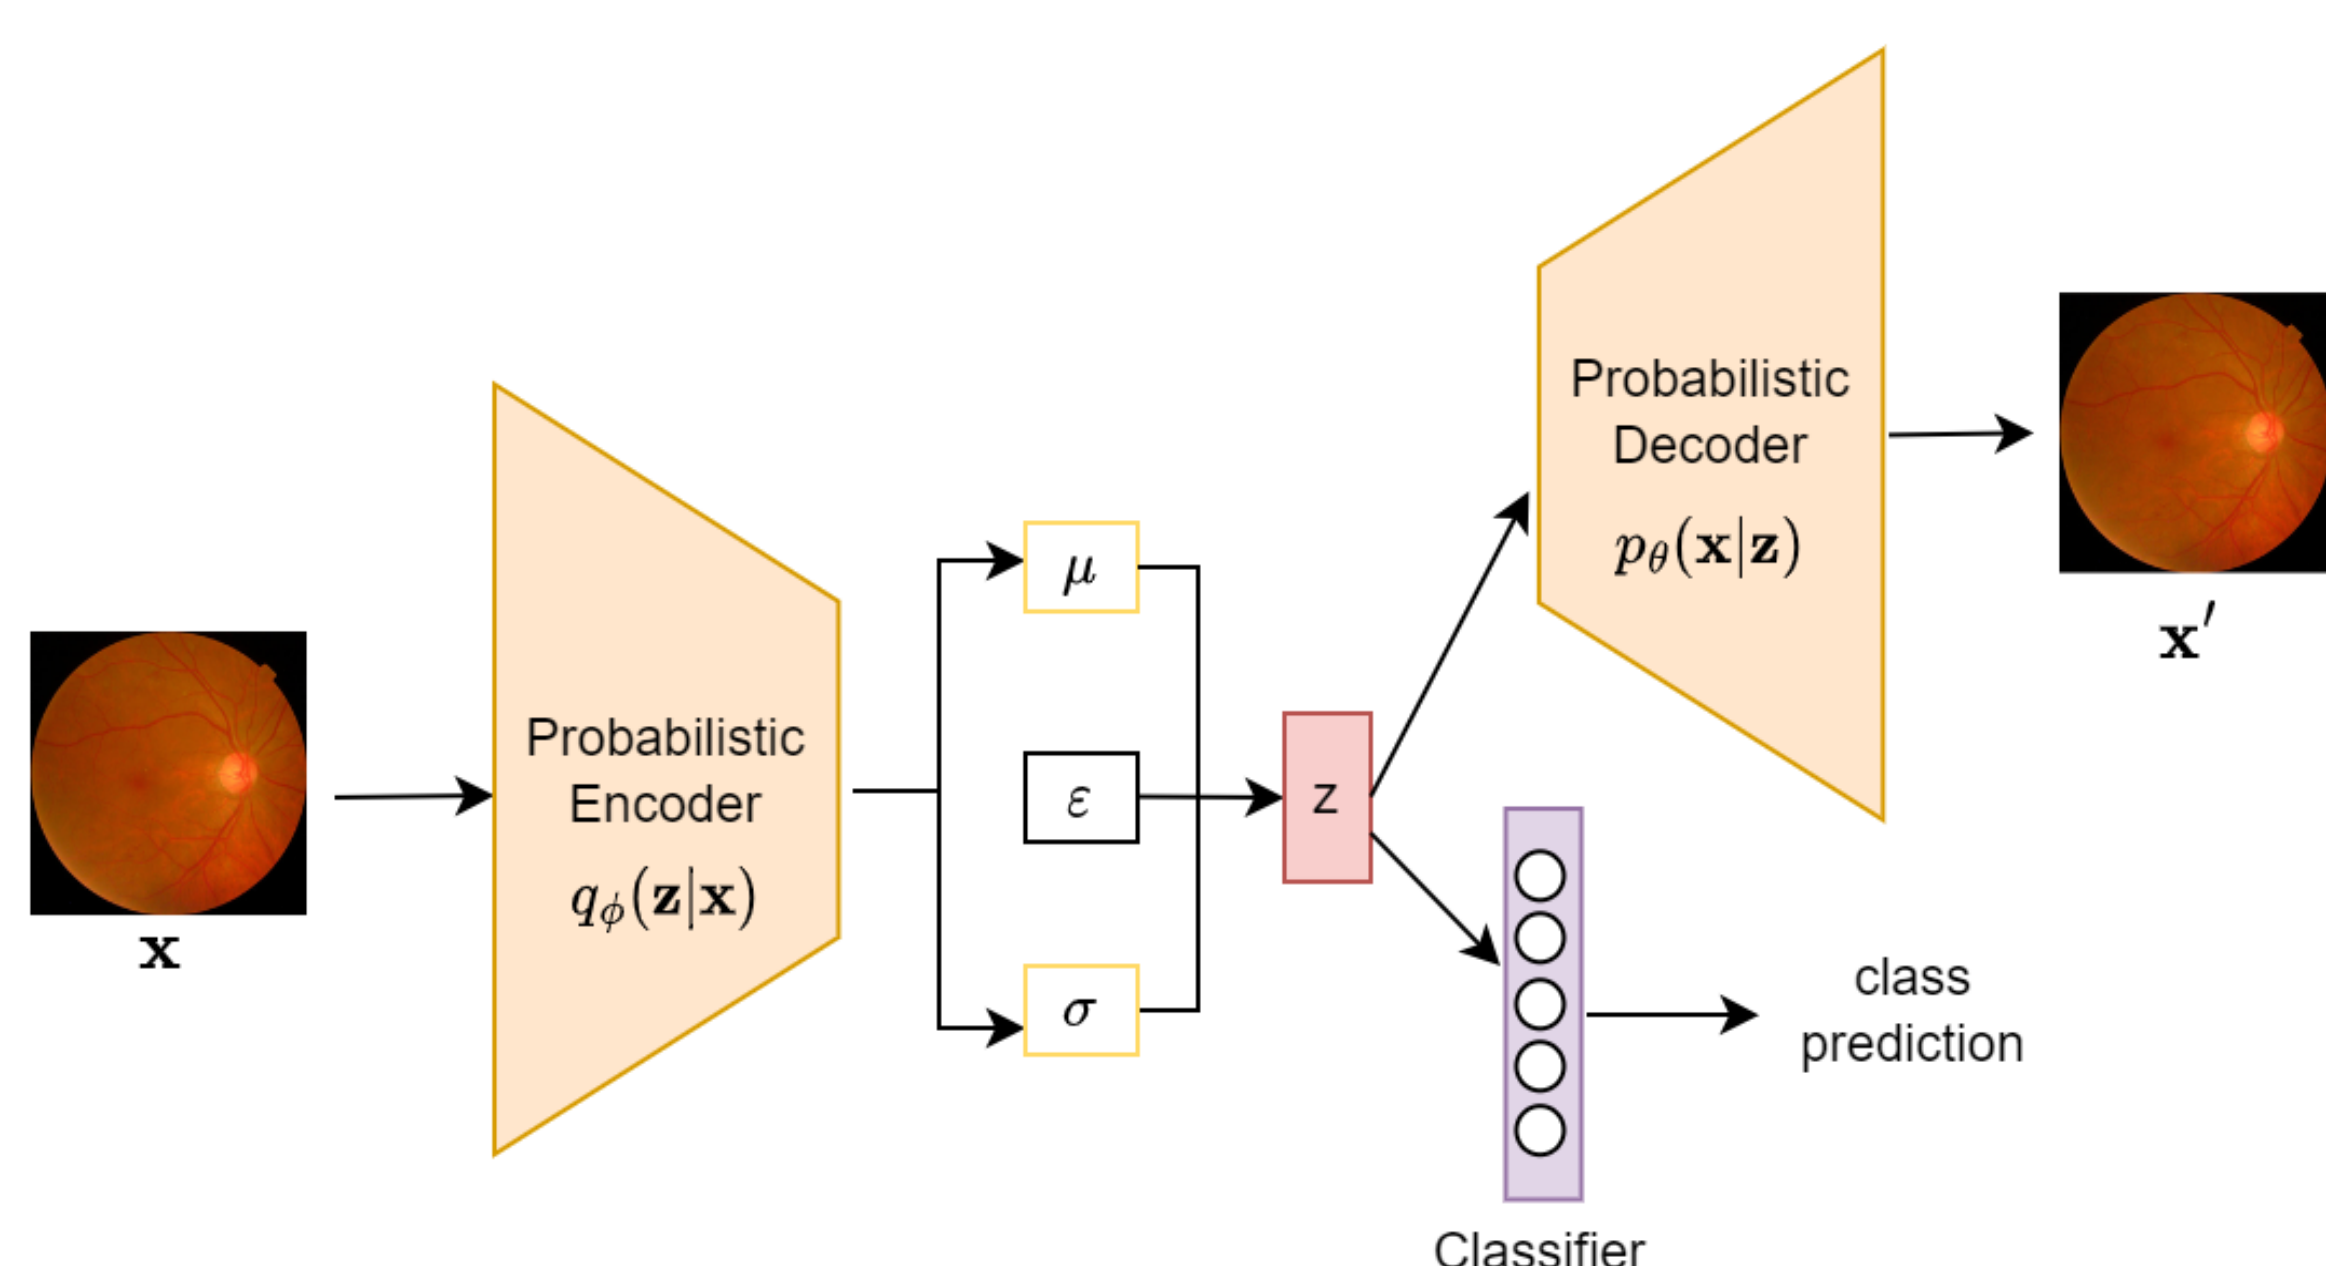 x
Probabilistic
Encoder
qϕ(z|x)
μ
ε
σ
z
Probabilistic
Decoder
pθ(x|z)
x′
Classifier
class
prediction